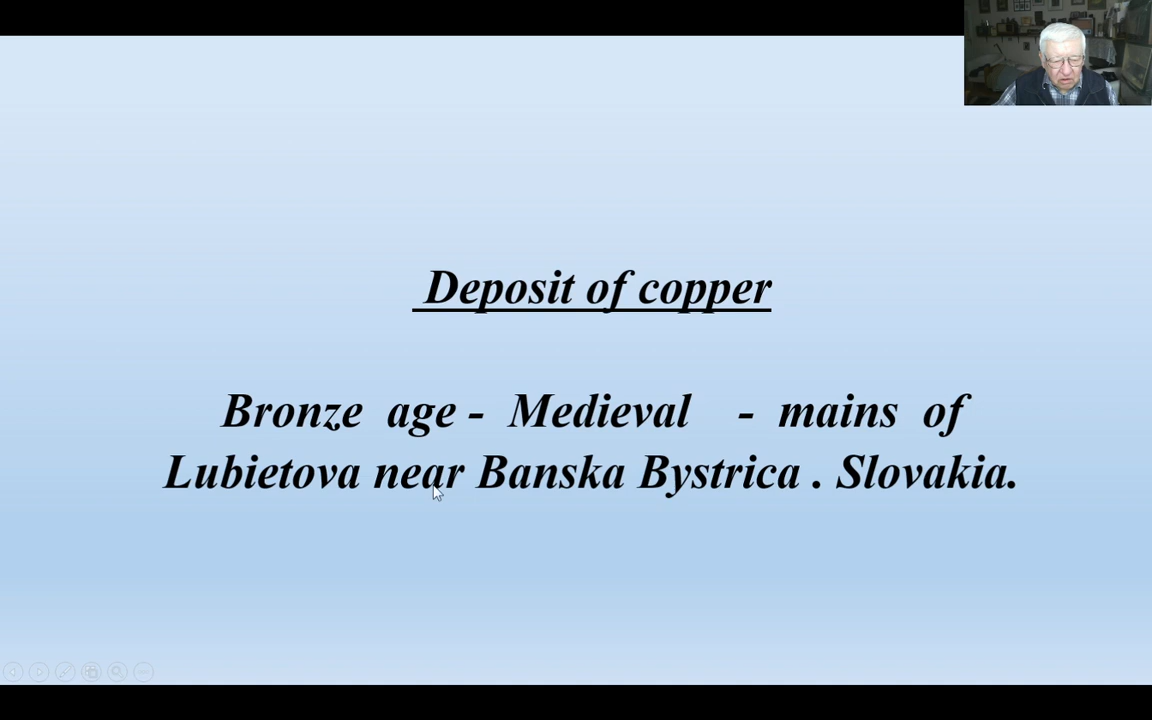 Deposit of copper
Bronze age - Medieval - mains of
Lubietova near Banska Bystrica . Slovakia.